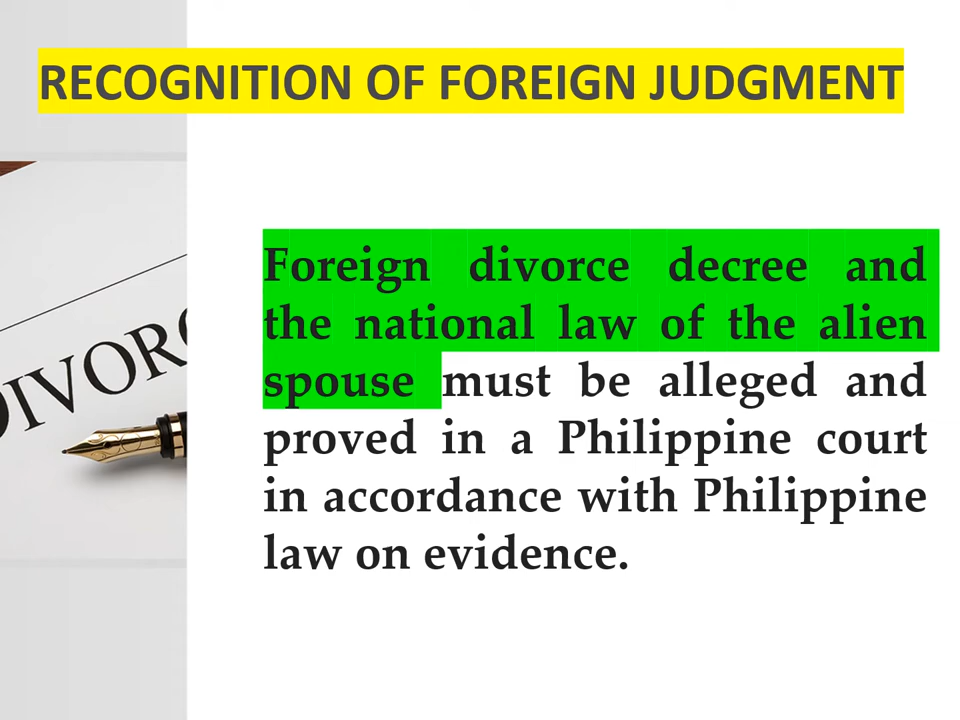 RECOGNITION OF FOREIGN JUDGMENT
Foreign divorce decree and
the national law of the alien
spouse must be alleged and
proved in a Philippine court
in accordance with Philippine
law on evidence.